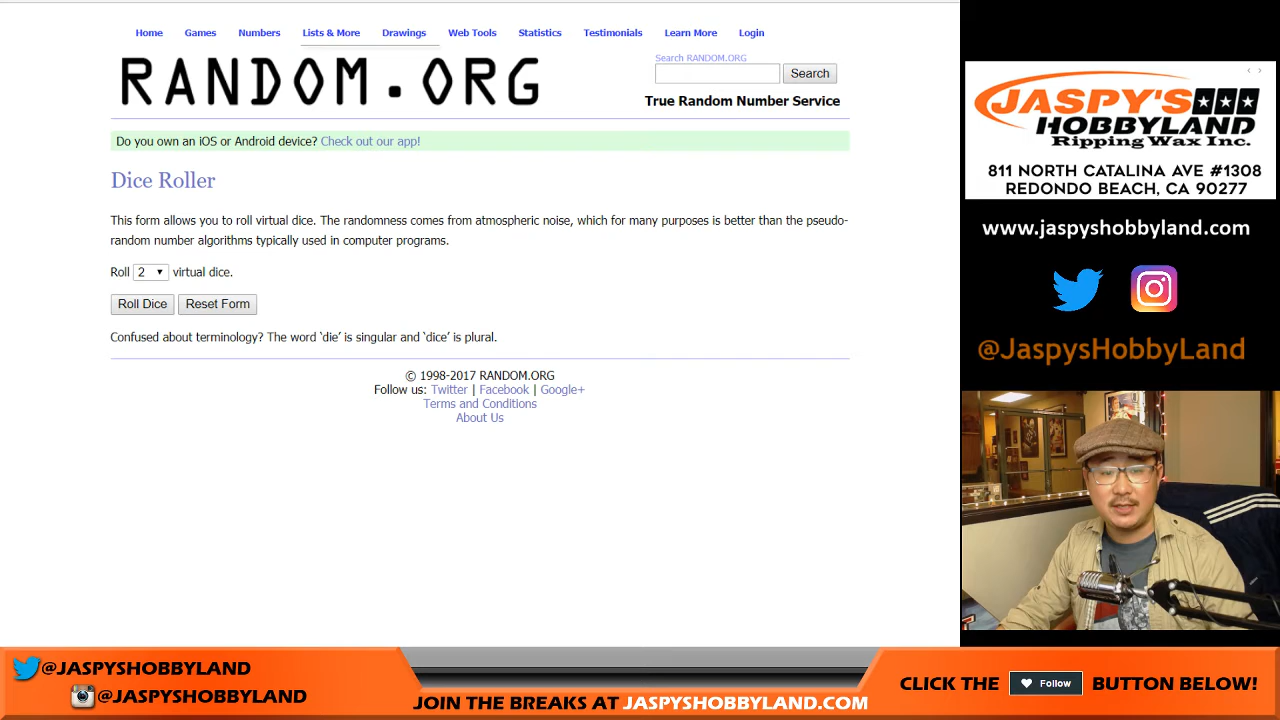 Home Games Numbers Lists & More Drawings Web Tools Statistics Testimonials Learn More Login
RANDOM.ORG
Search RANDOM.ORG
Search
True Random Number Service
Do you own an iOS or Android device? Check out our app!
Dice Roller
This form allows you to roll virtual dice. The randomness comes from atmospheric noise, which for many purposes is better than the pseudo-
random number algorithms typically used in computer programs.
Roll 2 virtual dice.
Roll Dice Reset Form
Confused about terminology? The word ‘die’ is singular and ‘dice’ is plural.
© 1998-2017 RANDOM.ORG
Follow us: Twitter | Facebook | Google+
Terms and Conditions
About Us
JASPY'S
HOBBYLAND
Ripping Wax Inc.
811 NORTH CATALINA AVE #1308
REDONDO BEACH, CA 90277
www.jaspyshobbyland.com
@JaspysHobbyLand
@JASPYSHOBBYLAND
@JASPYSHOBBYLAND
JOIN THE BREAKS AT JASPYSHOBBYLAND.COM
CLICK THE Follow BUTTON BELOW!